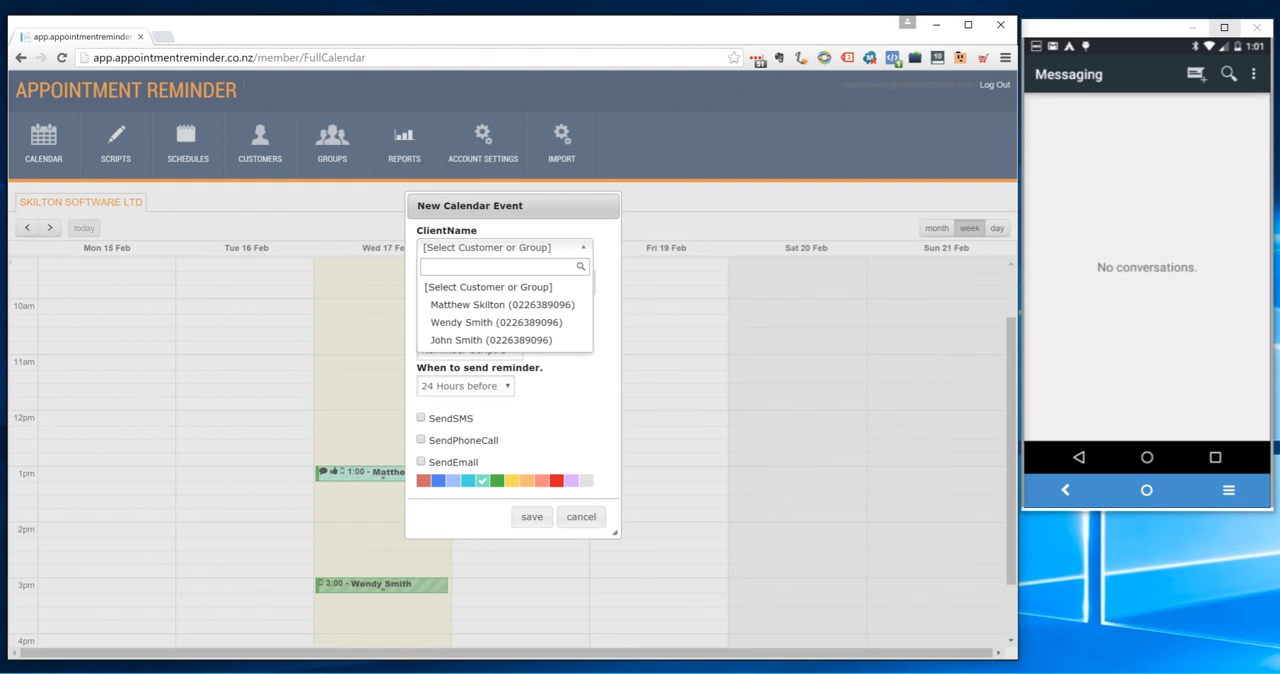 app.appointmentreminde
app.appointmentreminder.co.nz/member/FullCalendar
51
10
APPOINTMENT REMINDER
Log Out
CALENDAR
SCRIPTS
SCHEDULES
CUSTOMERS
GROUPS
REPORTS
ACCOUNT SETTINGS
IMPORT
SKILTON SOFTWARE LTD
today
month
week
day
Mon 15 Feb
Tue 16 Feb
Wed 17 Fe
Fri 19 Feb
Sat 20 Feb
Sun 21 Feb
10am
11am
12pm
1pm
2pm
3pm
4pm
1:00 - Matthe
3:00 - Wendy Smith
New Calendar Event
ClientName
[Select Customer or Group]
[Select Customer or Group]
Matthew Skilton (0226389096)
Wendy Smith (0226389096)
John Smith (0226389096)
When to send reminder.
24 Hours before
SendSMS
SendPhoneCall
SendEmail
save
cancel
1:01
Messaging
No conversations.